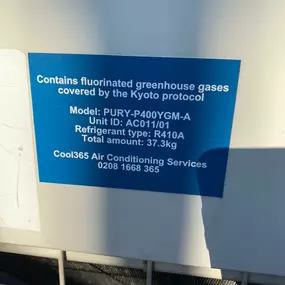 Contains fluorinated greenhouse gases
covered by the Kyoto protocol
Model: PURY-P400YGM-A
Unit ID: AC011/01
Refrigerant type: R410A
Total amount: 37.3kg
Cool365 Air Conditioning Services
0208 1668 365